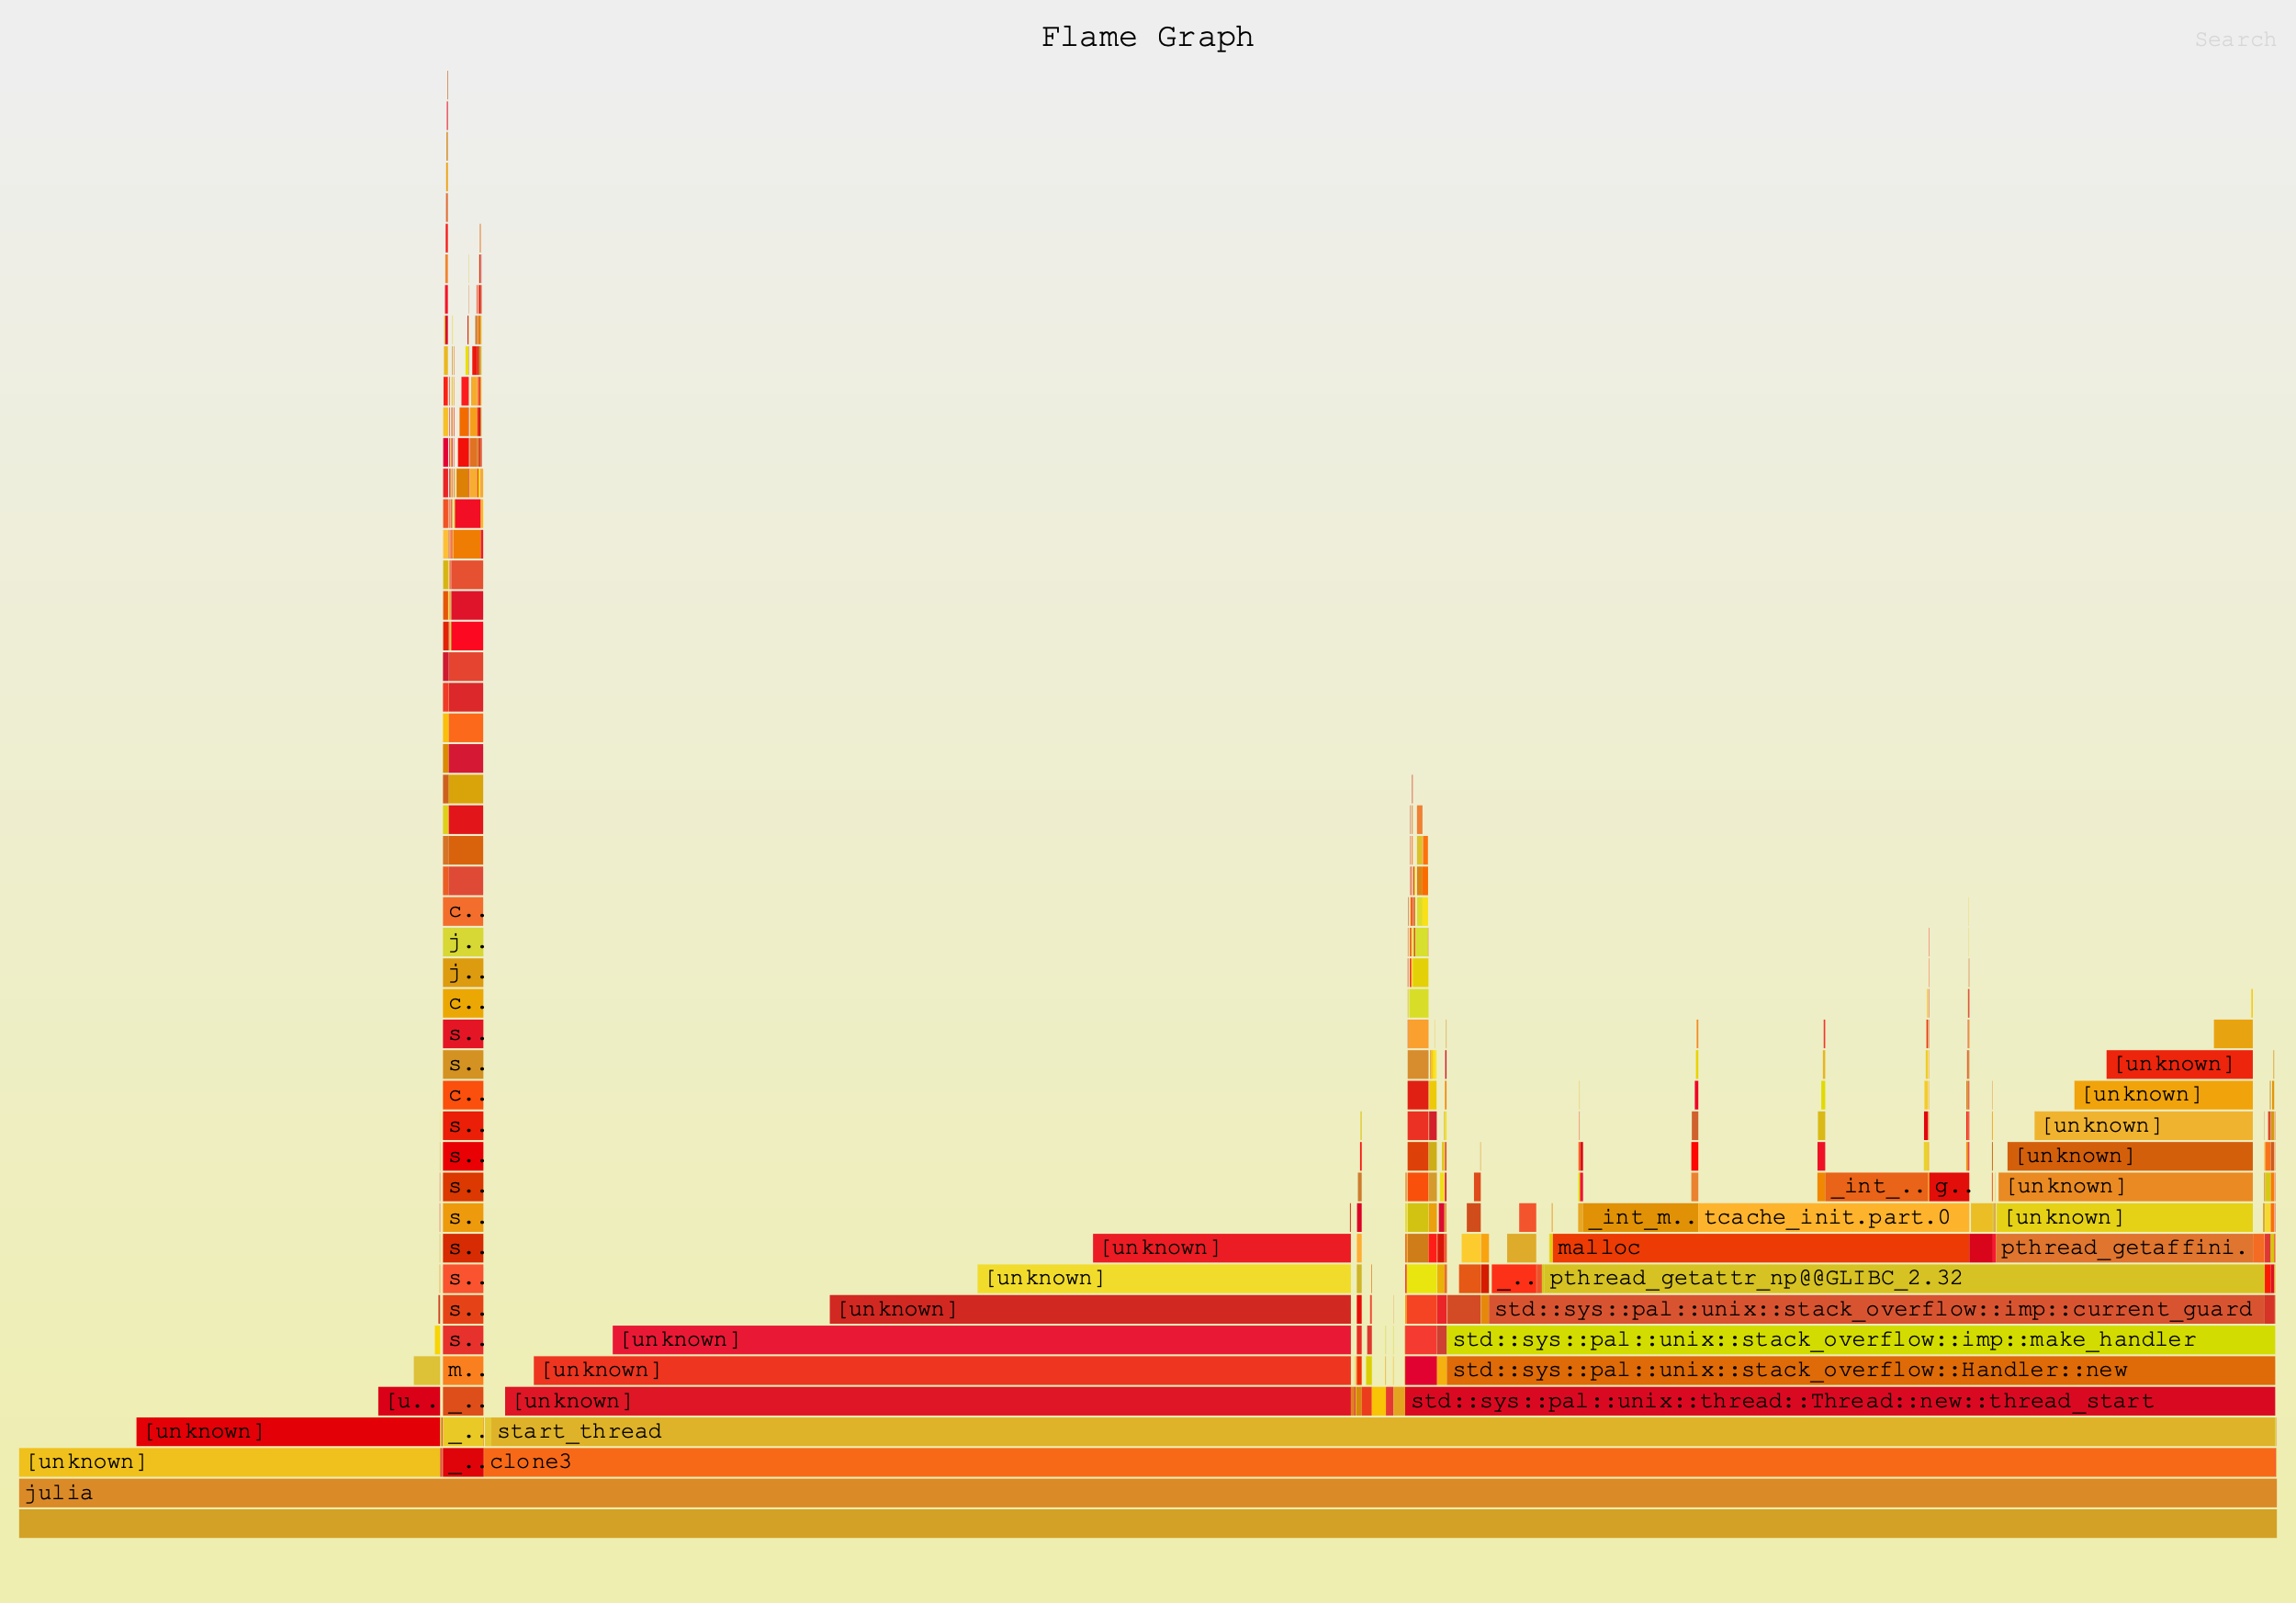 Flame Graph
Search
c..
j..
j..
c..
s..
s.. [unknown]
c.. [unknown]
s.. [unknown]
s.. [unknown]
s.. _int_.. g.. [unknown]
s.. _int_m.. tcache_init.part.0 [unknown]
s.. [unknown] malloc pthread_getaffini.
s.. [unknown] _.. pthread_getattr_np@@GLIBC_2.32
s.. [unknown] std::sys::pal::unix::stack_overflow::imp::current_guard
s.. [unknown] std::sys::pal::unix::stack_overflow::imp::make_handler
m.. [unknown] std::sys::pal::unix::stack_overflow::Handler::new
[u.. _.. [unknown] std::sys::pal::unix::thread::Thread::new::thread_start
[unknown] _.. start_thread
[unknown] _.. clone3
julia